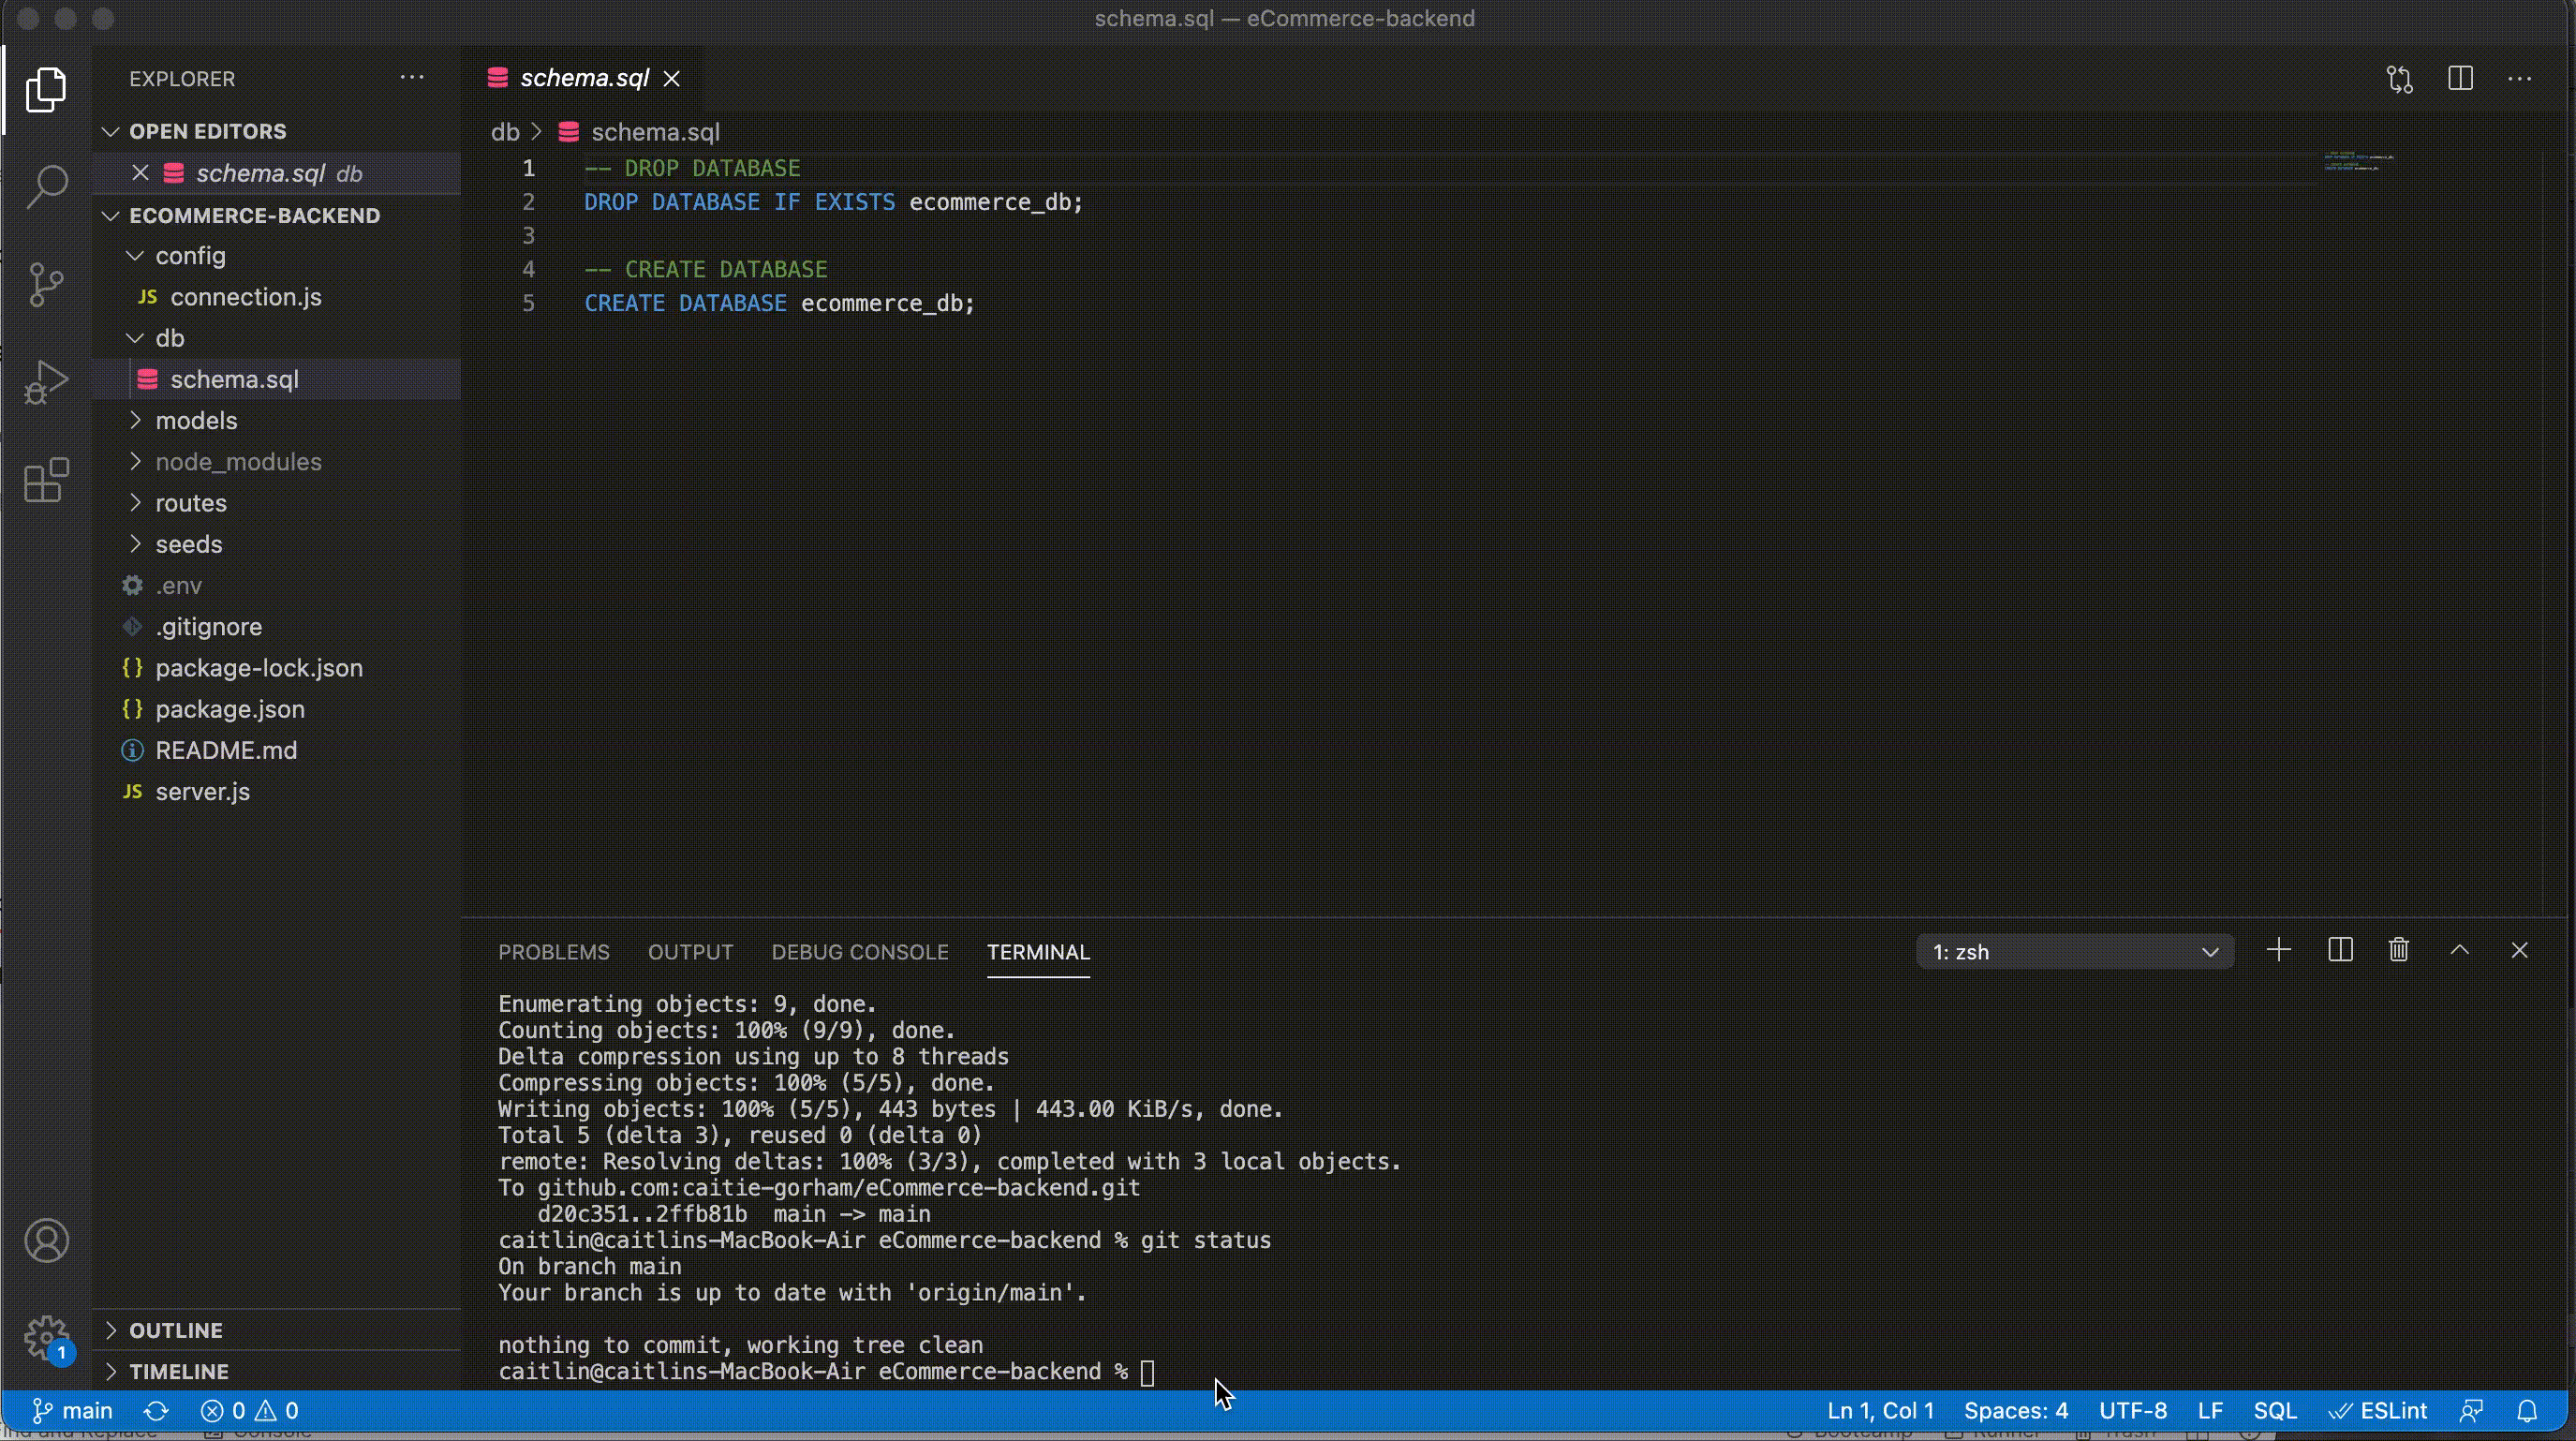 schema.sql — eCommerce-backend
EXPLORER
OPEN EDITORS
schema.sql db
ECOMMERCE-BACKEND
config
JS connection.js
db
schema.sql
models
node_modules
routes
seeds
.env
.gitignore
{} package-lock.json
{} package.json
README.md
JS server.js
OUTLINE
TIMELINE
schema.sql
db > schema.sql
1 -- DROP DATABASE
2 DROP DATABASE IF EXISTS ecommerce_db;
3
4 -- CREATE DATABASE
5 CREATE DATABASE ecommerce_db;
PROBLEMS OUTPUT DEBUG CONSOLE TERMINAL
1: zsh
Enumerating objects: 9, done.
Counting objects: 100% (9/9), done.
Delta compression using up to 8 threads
Compressing objects: 100% (5/5), done.
Writing objects: 100% (5/5), 443 bytes | 443.00 KiB/s, done.
Total 5 (delta 3), reused 0 (delta 0)
remote: Resolving deltas: 100% (3/3), completed with 3 local objects.
To github.com:caitie-gorham/eCommerce-backend.git
d20c351..2ffb81b main -> main
caitlin@caitlins-MacBook-Air eCommerce-backend % git status
On branch main
Your branch is up to date with 'origin/main'.
nothing to commit, working tree clean
caitlin@caitlins-MacBook-Air eCommerce-backend %
1
main 0 0
Ln 1, Col 1 Spaces: 4 UTF-8 LF SQL ESLint